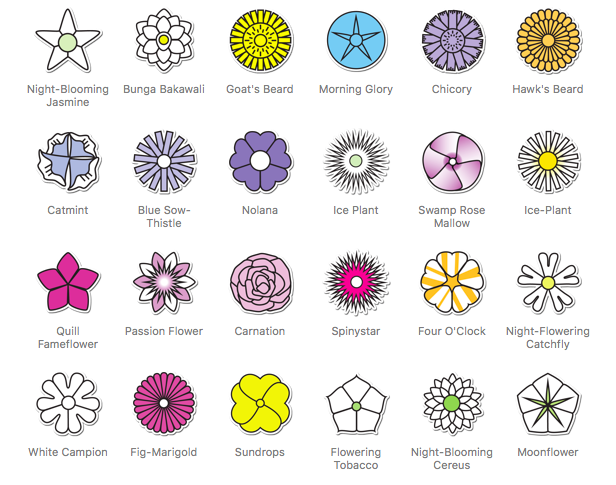 Night-Blooming Jasmine
Bunga Bakawali
Goat's Beard
Morning Glory
Chicory
Hawk's Beard
Catmint
Blue Sow-Thistle
Nolana
Ice Plant
Swamp Rose Mallow
Ice-Plant
Quill Fameflower
Passion Flower
Carnation
Spinystar
Four O'Clock
Night-Flowering Catchfly
White Campion
Fig-Marigold
Sundrops
Flowering Tobacco
Night-Blooming Cereus
Moonflower